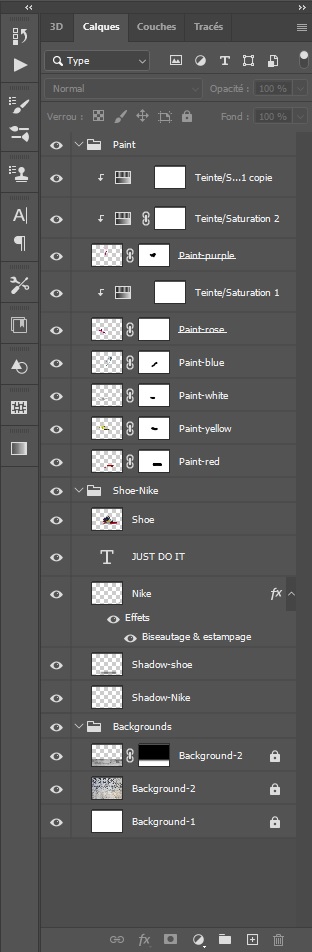 3D Calques Couches Tracés
Type
T
Normal Opacité : 100 %
Verrou : Fond : 100 %
Paint
Teinte/S...1 copie
Teinte/Saturation 2
Paint-purple
Teinte/Saturation 1
Paint-rose
Paint-blue
Paint-white
Paint-yellow
Paint-red
Shoe-Nike
Shoe
T JUST DO IT
Nike fx
Effets
Biseautage & estampage
Shadow-shoe
Shadow-Nike
Backgrounds
Background-2
Background-2
Background-1
fx